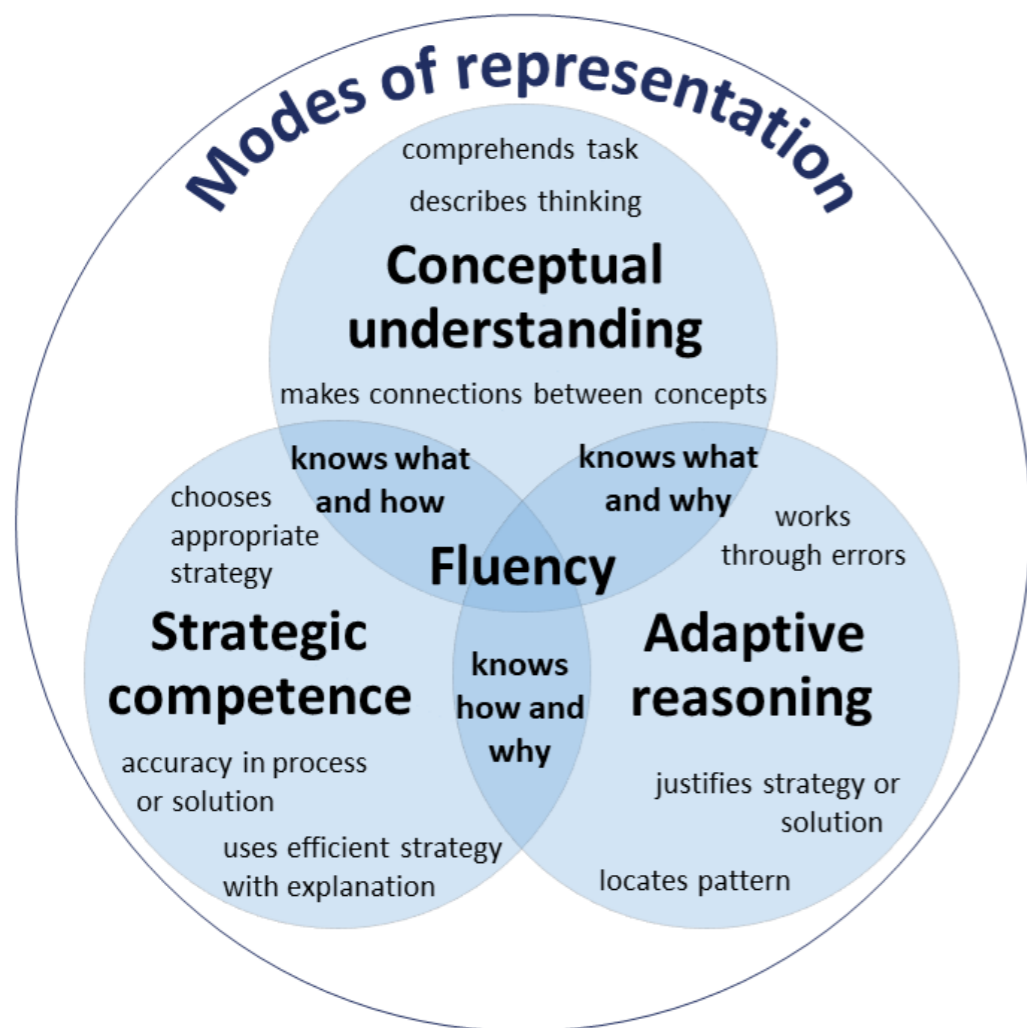 Modes of representation
comprehends task
describes thinking
Conceptual
understanding
makes connections between concepts
knows what
and how
knows what
and why
chooses
appropriate
strategy
works
through errors
Fluency
Strategic
competence
Adaptive
reasoning
knows
how and
why
accuracy in process
or solution
uses efficient strategy
with explanation
justifies strategy or
solution
locates pattern